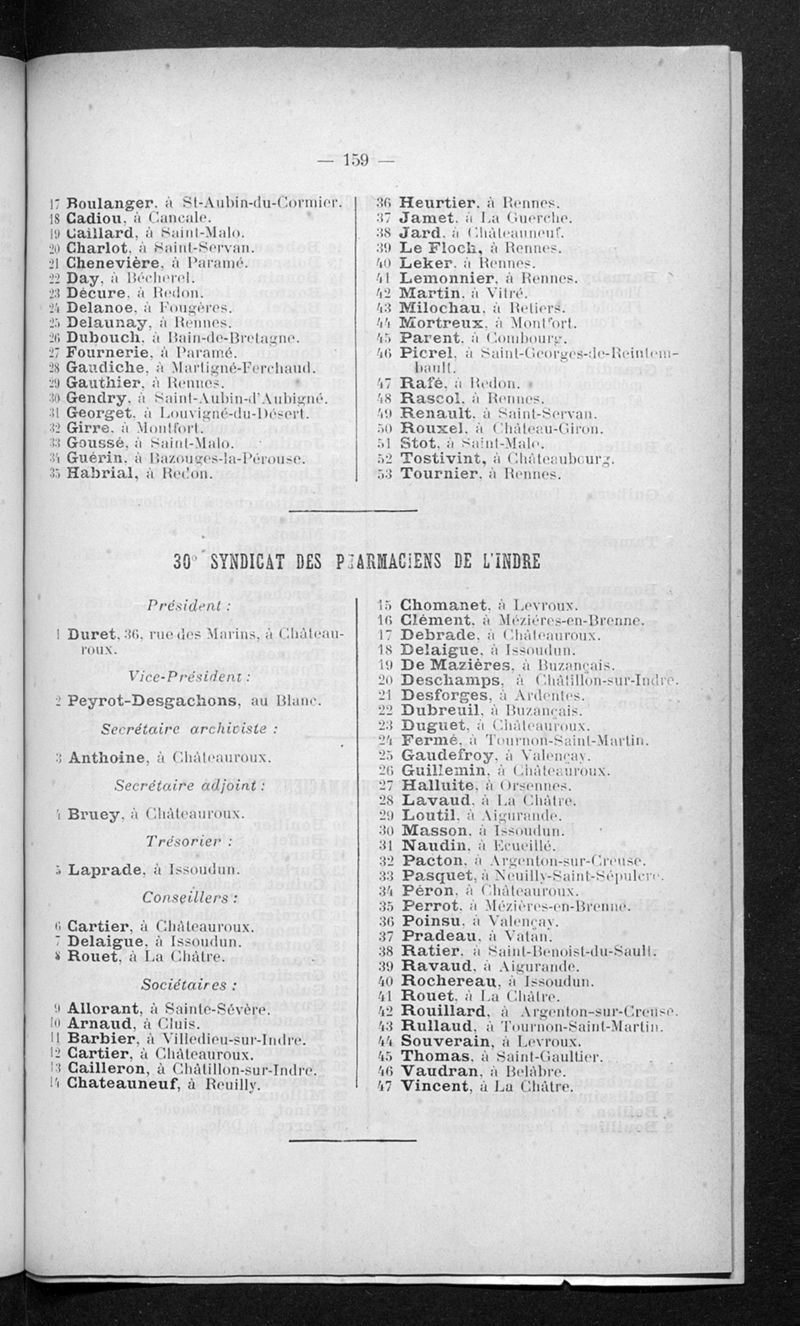 — 159 —
17 Boulanger, à St-Aubin-du-Cormier.
18 Cadiou, à Cancale.
19 Caillard, à Saint-Malo.
20 Charlot, à Saint-Servan.
21 Chenevière, à Paramé.
22 Day, à Bécherel.
23 Décure, à Redon.
24 Delanoe, à Fougères.
25 Delaunay, à Rennes.
26 Dubouch, à Bain-de-Bretagne.
27 Fournerie, à Paramé.
28 Gaudiche, à Martigné-Ferchaud.
29 Gauthier, à Rennes.
30 Gendry, à Saint-Aubin-d'Aubigné.
31 Georget, à Louvigné-du-Désert.
32 Girre, à Montfort.
33 Goussé, à Saint-Malo.
34 Guérin, à Bazouges-la-Pérouse.
35 Habrial, à Redon.
36 Heurtier, à Rennes.
37 Jamet, à La Guerche.
38 Jard, à Châteauneuf.
39 Le Floch, à Rennes.
40 Leker, à Rennes.
41 Lemonnier, à Rennes.
42 Martin, à Vitré.
43 Milochau, à Retiers.
44 Mortreux, à Montfort.
45 Parent, à Combourg.
46 Picrel, à Saint-Georges-de-Reintem-
bault.
47 Rafé, à Redon.
48 Rascol, à Rennes.
49 Renault, à Saint-Servan.
50 Rouxel, à Château-Giron.
51 Stot, à Saint-Malo.
52 Tostivint, à Châteaubourg.
53 Tournier, à Rennes.
30° SYNDICAT DES PHARMACIENS DE L'INDRE
Président :
1 Duret, 36, rue des Marins, à Château-
roux.
Vice-Président :
2 Peyrot-Desgachons, au Blanc.
Secrétaire archiviste :
3 Anthoine, à Châteauroux.
Secrétaire adjoint :
4 Bruey, à Châteauroux.
Trésorier :
5 Laprade, à Issoudun.
Conseillers :
6 Cartier, à Châteauroux.
7 Delaigue, à Issoudun.
8 Rouet, à La Châtre.
Sociétaires :
9 Allorant, à Sainte-Sévère.
10 Arnaud, à Cluis.
11 Barbier, à Villedieu-sur-Indre.
12 Cartier, à Châteauroux.
13 Cailleron, à Châtillon-sur-Indre.
14 Chateauneuf, à Reuilly.
15 Chomanet, à Levroux.
16 Clément, à Mézières-en-Brenne.
17 Debrade, à Châteauroux.
18 Delaigue, à Issoudun.
19 De Mazières, à Buzançais.
20 Deschamps, à Châtillon-sur-Indre.
21 Desforges, à Ardentes.
22 Dubreuil, à Buzançais.
23 Duguet, à Châteauroux.
24 Fermé, à Tournon-Saint-Martin.
25 Gaudefroy, à Valençay.
26 Guillemin, à Châteauroux.
27 Halluite, à Orsennes.
28 Lavaud, à La Châtre.
29 Loutil, à Aigurande.
30 Masson, à Issoudun.
31 Naudin, à Ecueillé.
32 Pacton, à Argenton-sur-Creuse.
33 Pasquet, à Neuilly-Saint-Sépulcre.
34 Péron, à Châteauroux.
35 Perrot, à Mézières-en-Brenne.
36 Poinsu, à Valençay.
37 Pradeau, à Vatan.
38 Ratier, à Saint-Benoist-du-Sault.
39 Ravaud, à Aigurande.
40 Rochereau, à Issoudun.
41 Rouet, à La Châtre.
42 Rouillard, à Argenton-sur-Creuse.
43 Rullaud, à Tournon-Saint-Martin.
44 Souverain, à Levroux.
45 Thomas, à Saint-Gaultier.
46 Vaudran, à Belâbre.
47 Vincent, à La Châtre.